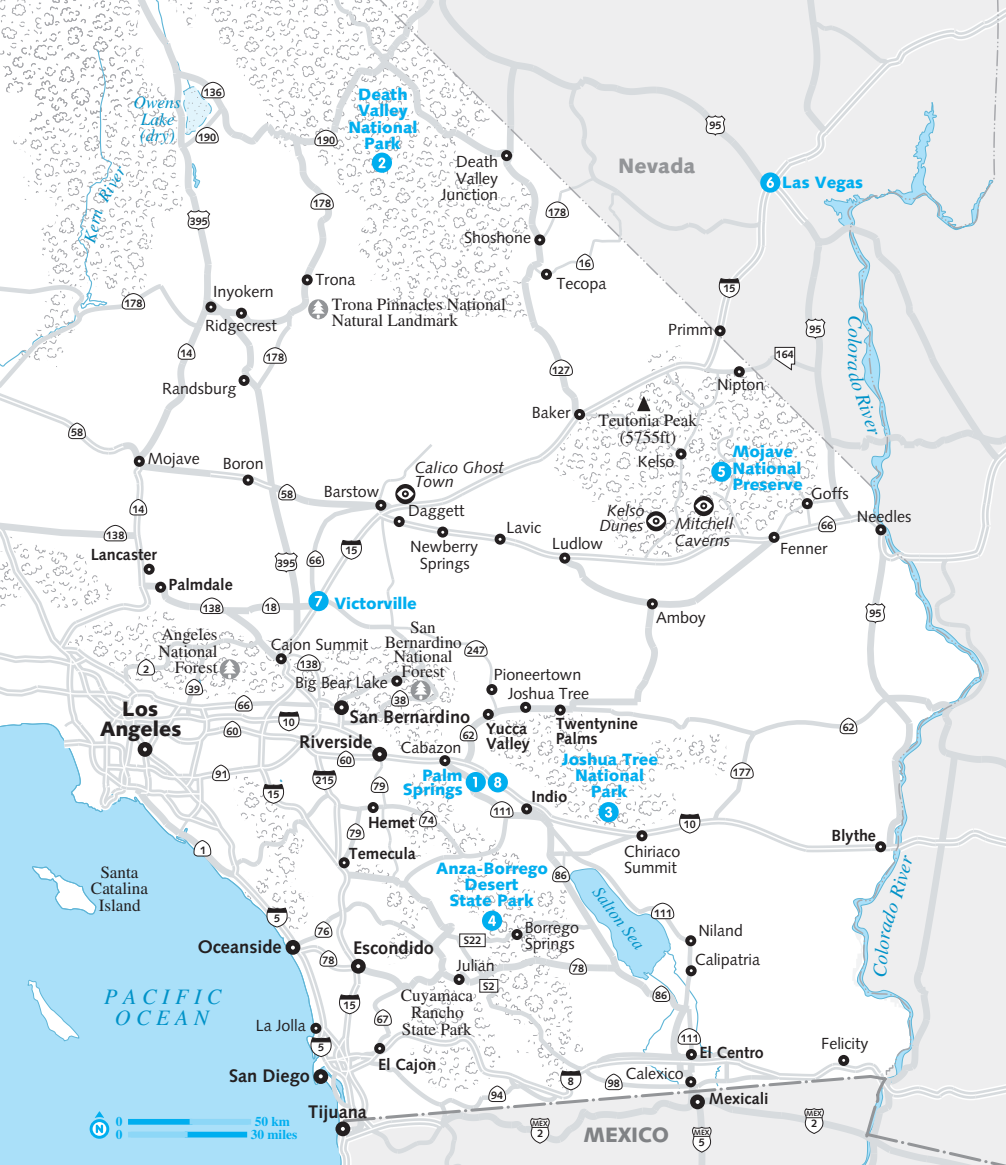 136
Owens
Lake
(dry)
190
190
Death
Valley
National
Park
2
Death
Valley
Junction
95
Nevada
6 Las Vegas
Kern River
395
178
178
Shoshone
16
Tecopa
Trona
15
Inyokern
178
Ridgecrest
Trona Pinnacles National
Natural Landmark
Primm
95
Colorado River
14
178
164
Randsburg
127
Nipton
Baker
Teutonia Peak
(5755ft)
58
Mojave
Boron
Calico Ghost
Town
Kelso
5
Mojave
National
Preserve
58
Barstow
Daggett
Goffs
14
Kelso
Dunes
Mitchell
Caverns
66
Needles
138
Lancaster
395
66
15
Newberry
Springs
Lavic
Ludlow
Fenner
Palmdale
138
18
7 Victorville
Amboy
95
Angeles
National
Forest
Cajon Summit
San
Bernardino
National
Forest
247
2
138
Big Bear Lake
Pioneertown
39
38
Joshua Tree
66
Los
Angeles
10
San Bernardino
Yucca
Valley
Twentynine
Palms
62
60
62
Riverside
60
Cabazon
Joshua Tree
National
Park
3
177
91
215
Palm
Springs
1
8
15
79
Indio
111
10
Hemet
74
79
Chiriaco
Summit
Blythe
1
Temecula
Santa
Catalina
Island
Anza-Borrego
Desert
State Park
4
86
Salton Sea
111
Colorado River
5
76
Oceanside
Escondido
S22
Borrego
Springs
Niland
78
Julian
78
Calipatria
S2
PACIFIC
OCEAN
15
Cuyamaca
Rancho
State Park
86
67
La Jolla
5
El Cajon
111
El Centro
Felicity
San Diego
8
98
Calexico
94
Mexicali
Tijuana
N
0 50 km
0 30 miles
MEX
2
MEXICO
MEX
5
MEX
2